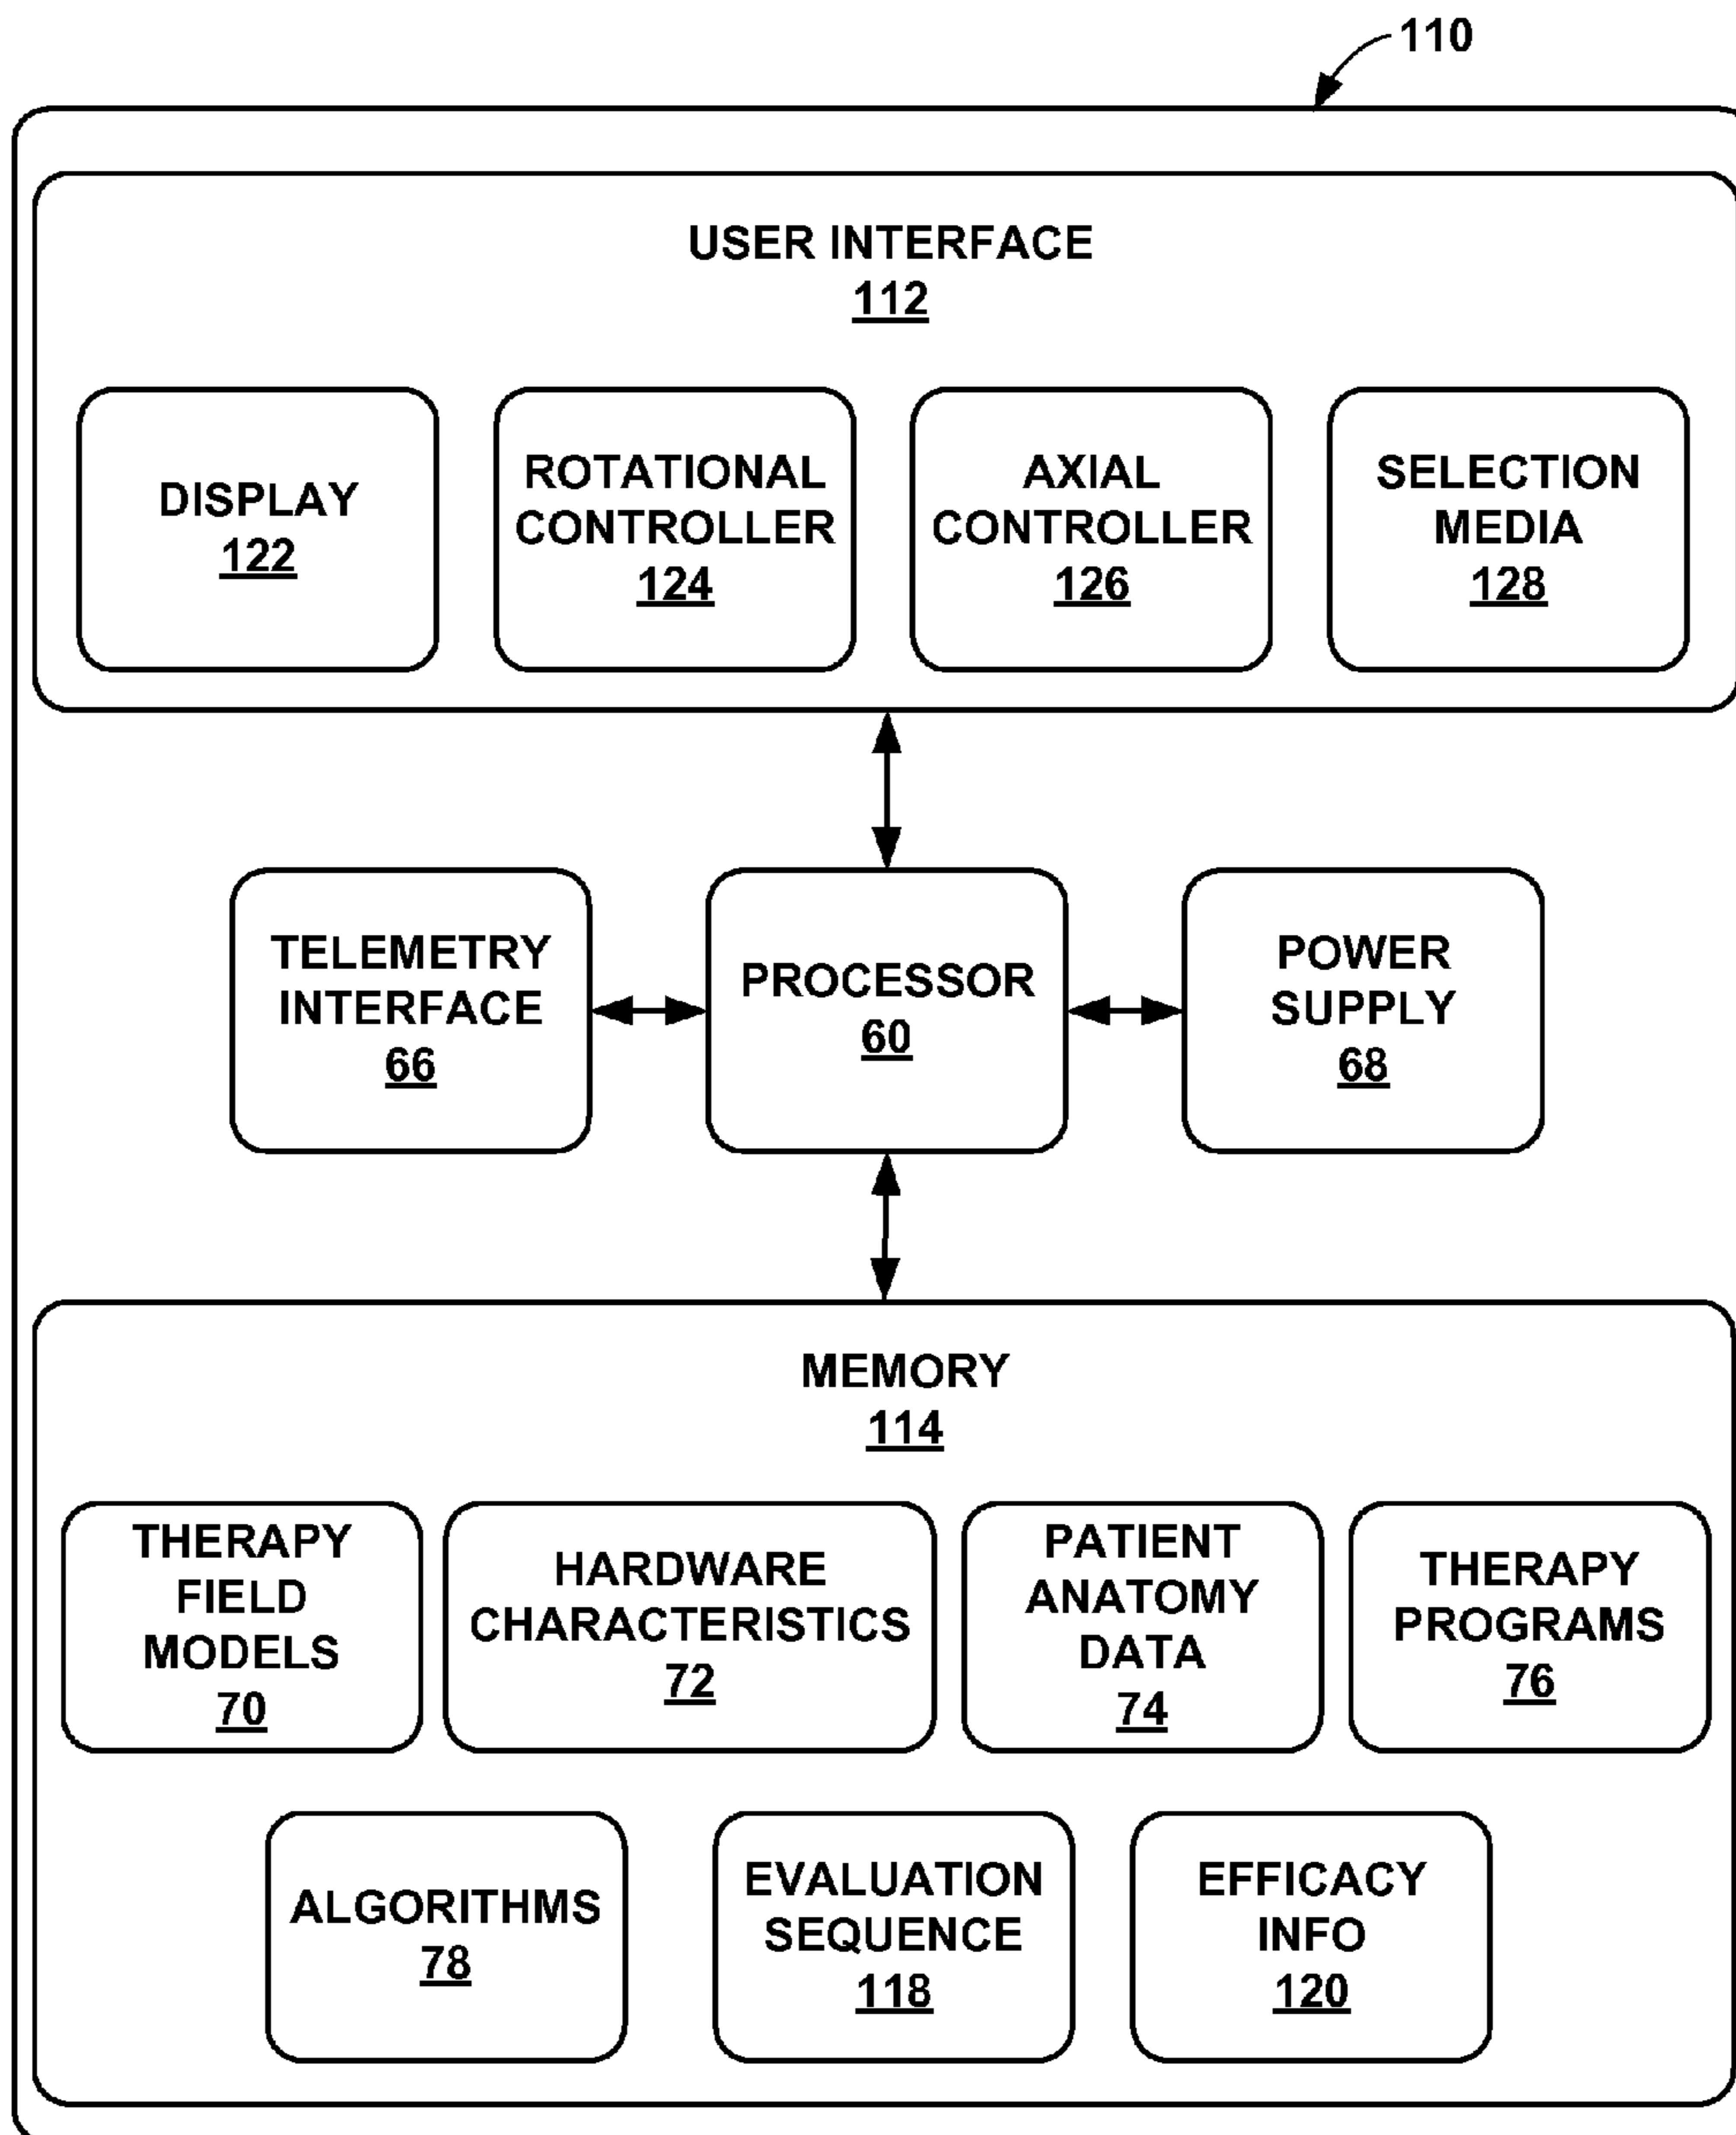 110
USER INTERFACE
112
DISPLAY
122
ROTATIONAL
CONTROLLER
124
AXIAL
CONTROLLER
126
SELECTION
MEDIA
128
TELEMETRY
INTERFACE
66
PROCESSOR
60
POWER
SUPPLY
68
MEMORY
114
THERAPY
FIELD
MODELS
70
HARDWARE
CHARACTERISTICS
72
PATIENT
ANATOMY
DATA
74
THERAPY
PROGRAMS
76
ALGORITHMS
78
EVALUATION
SEQUENCE
118
EFFICACY
INFO
120